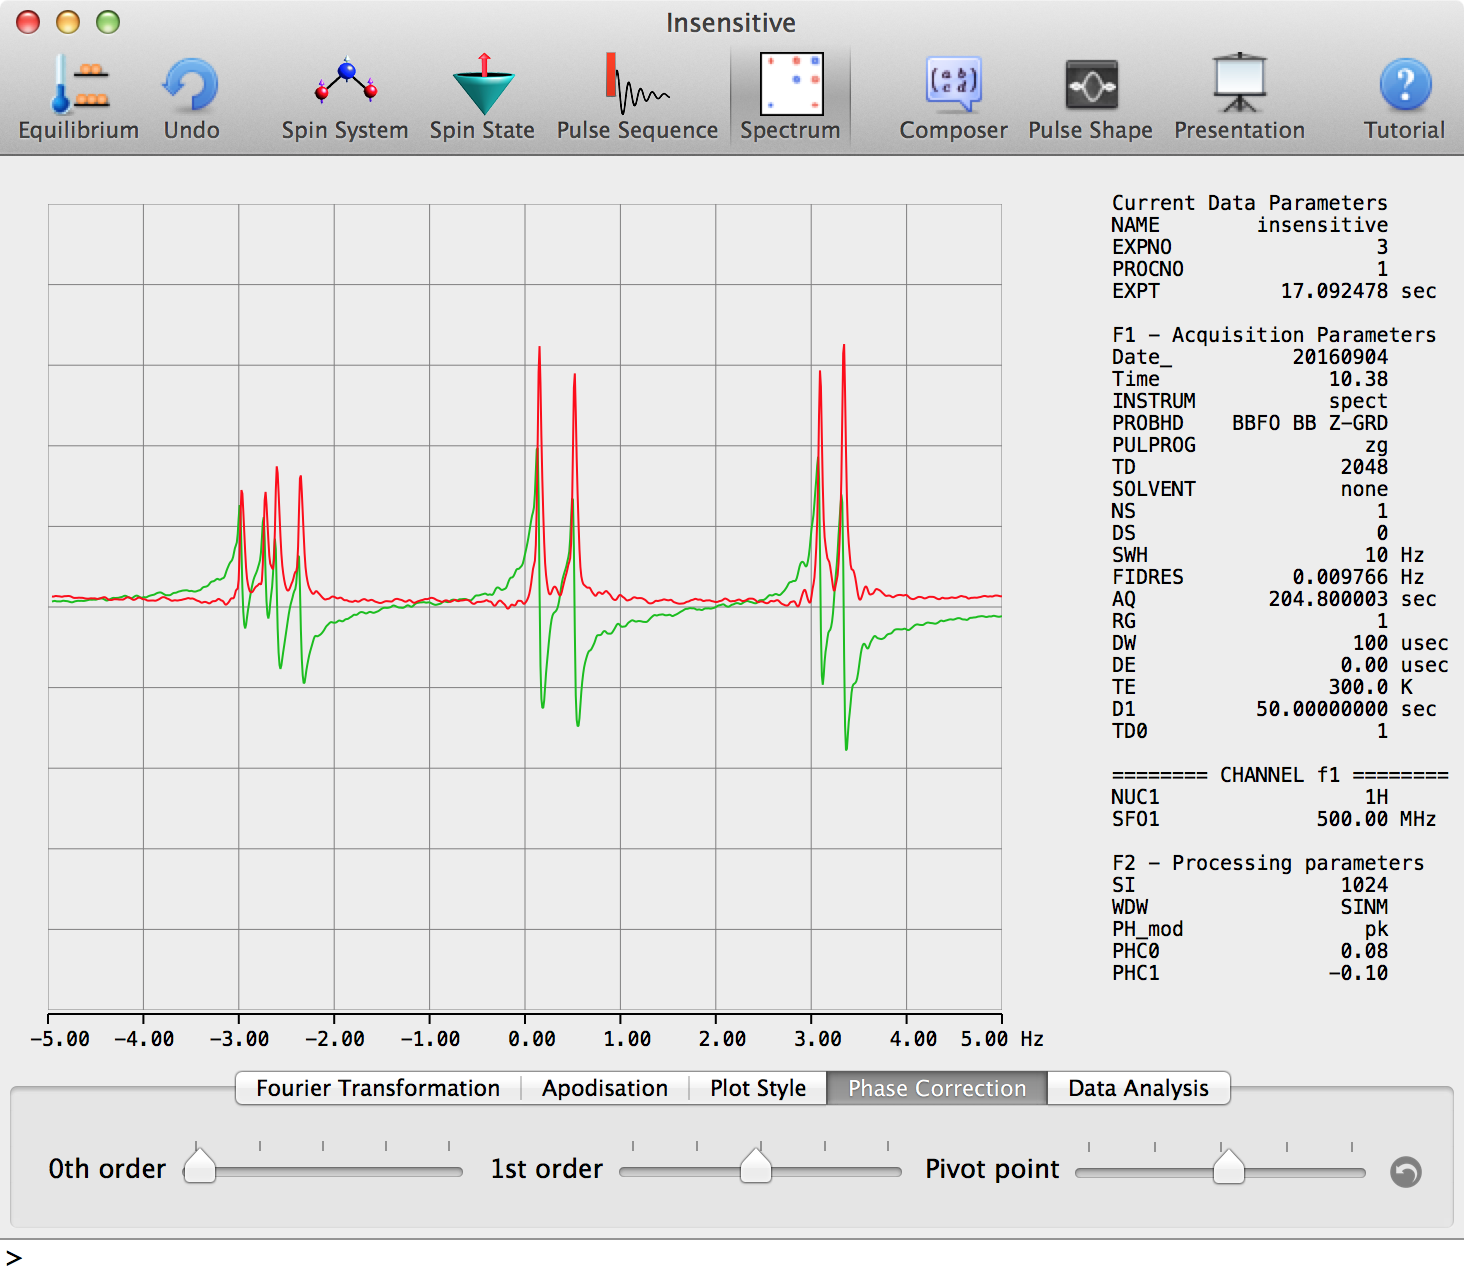 Insensitive
Equilibrium Undo Spin System Spin State Pulse Sequence Spectrum Composer Pulse Shape Presentation Tutorial
(a b c d)
?
Current Data Parameters
NAME insensitive
EXPNO 3
PROCNO 1
EXPT 17.092478 sec
F1 - Acquisition Parameters
Date_ 20160904
Time 10.38
INSTRUM spect
PROBHD BBFO BB Z-GRD
PULPROG zg
TD 2048
SOLVENT none
NS 1
DS 0
SWH 10 Hz
FIDRES 0.009766 Hz
AQ 204.800003 sec
RG 1
DW 100 usec
DE 0.00 usec
TE 300.0 K
D1 50.00000000 sec
TD0 1
======== CHANNEL f1 ========
NUC1 1H
SFO1 500.00 MHz
F2 - Processing parameters
SI 1024
WDW SINM
PH_mod pk
PHC0 0.08
PHC1 -0.10
-5.00 -4.00 -3.00 -2.00 -1.00 0.00 1.00 2.00 3.00 4.00 5.00 Hz
Fourier Transformation Apodisation Plot Style Phase Correction Data Analysis
0th order 1st order Pivot point
>